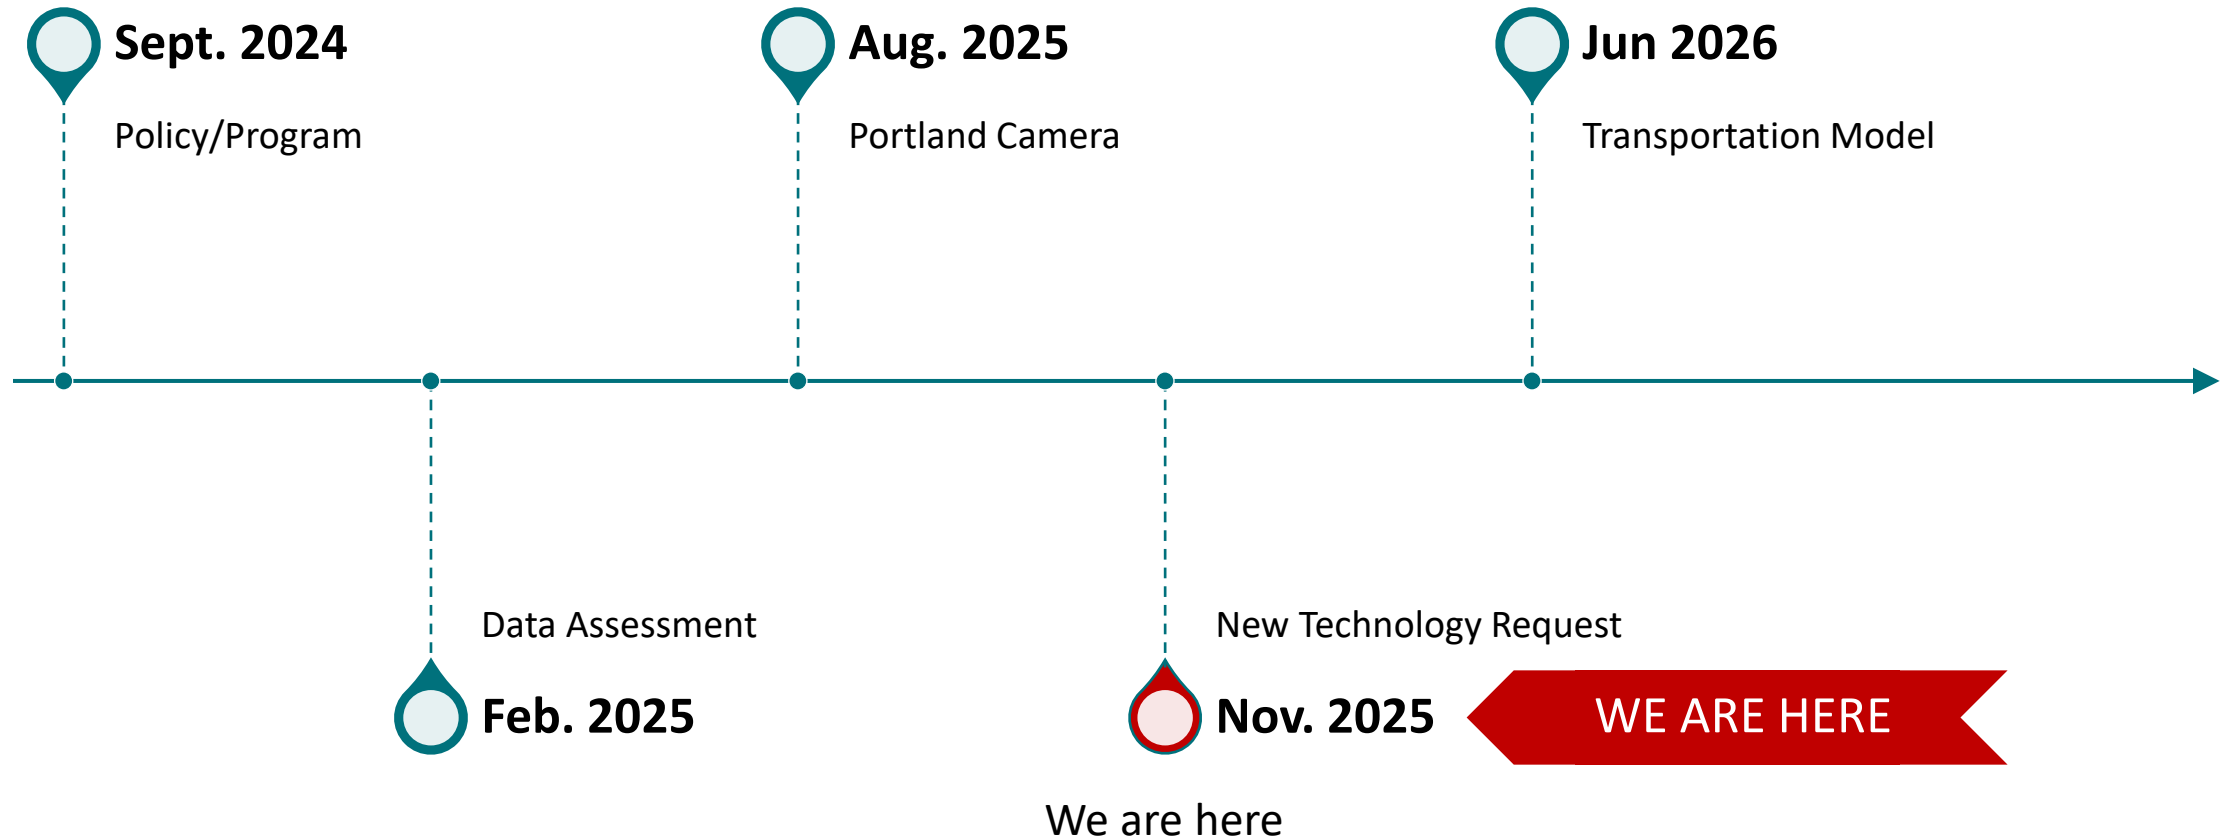 Sept. 2024
Policy/Program
Aug. 2025
Portland Camera
Jun 2026
Transportation Model
Data Assessment
Feb. 2025
New Technology Request
Nov. 2025
WE ARE HERE
We are here